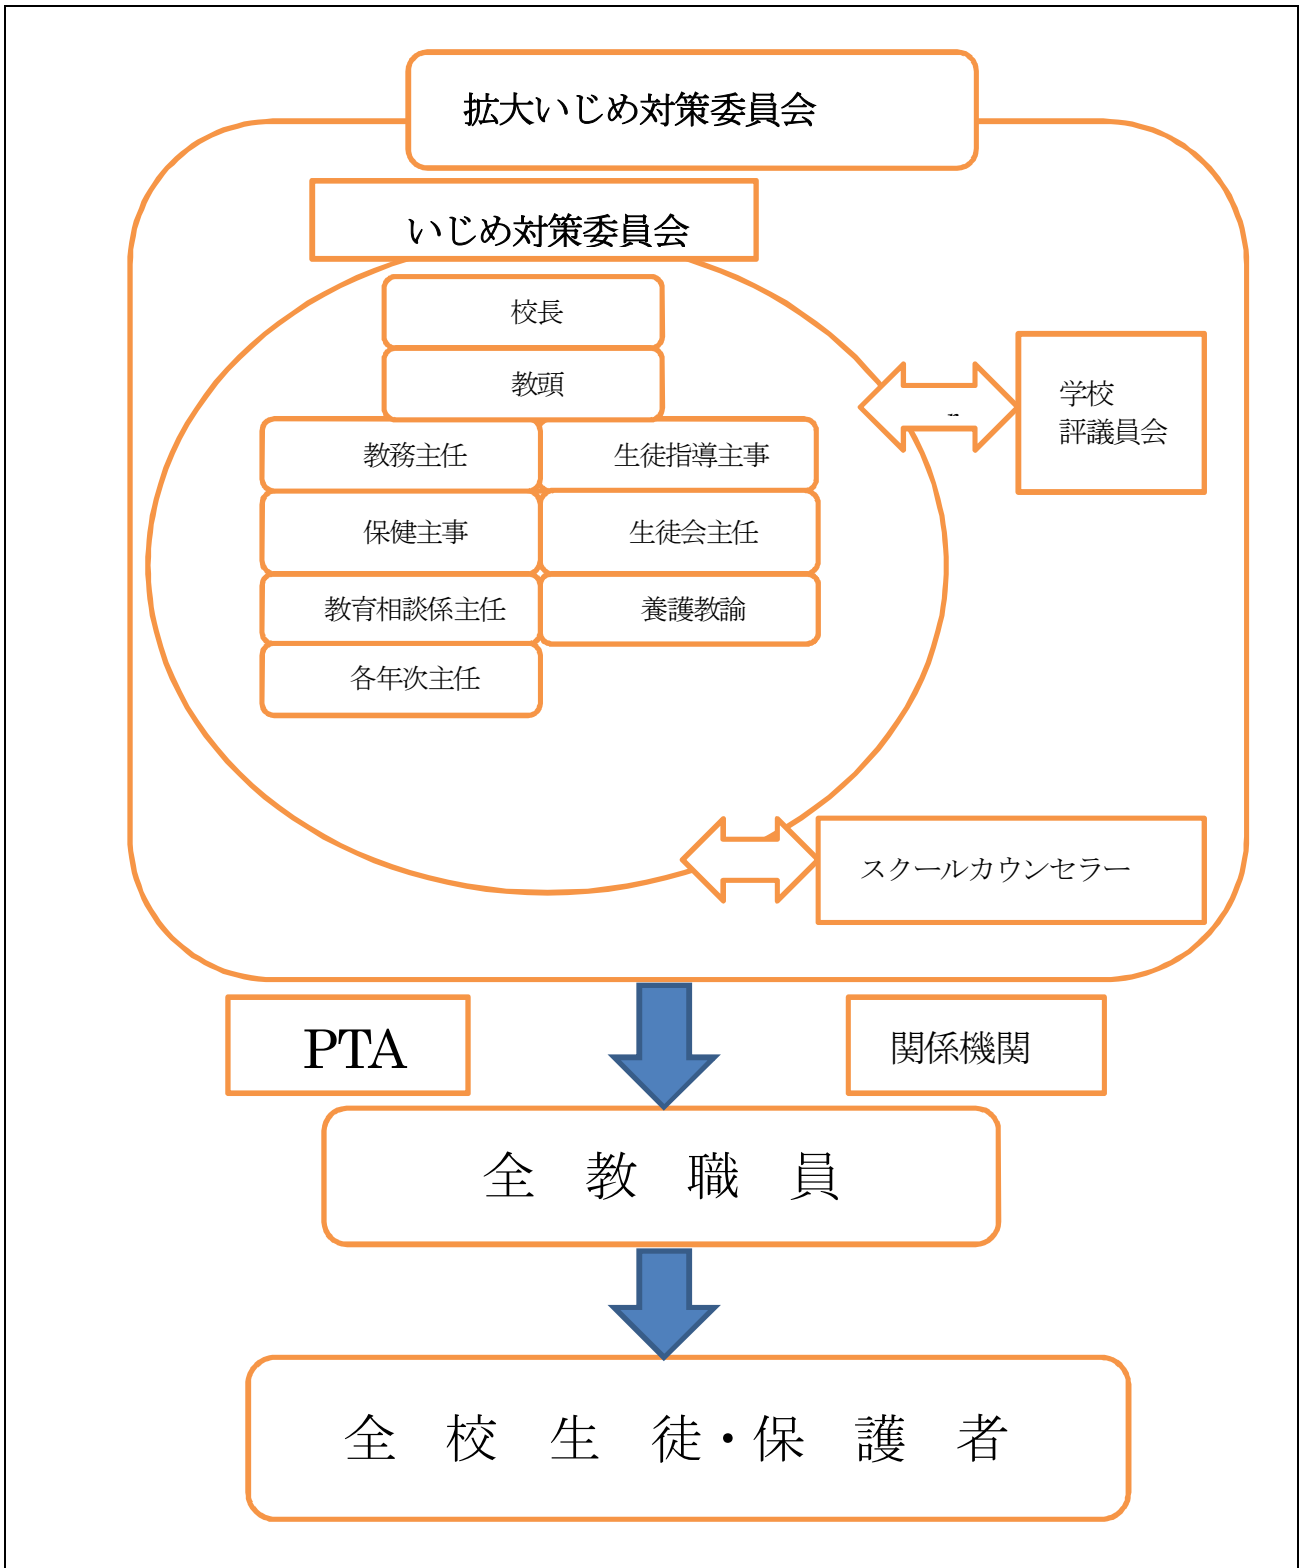 拡大いじめ対策委員会
いじめ対策委員会
校長
教頭
教務主任
生徒指導主事
保健主事
生徒会主任
教育相談係主任
養護教諭
各年次主任
学校
評議員会
スクールカウンセラー
PTA
関係機関
全 教 職 員
全 校 生 徒・保 護 者